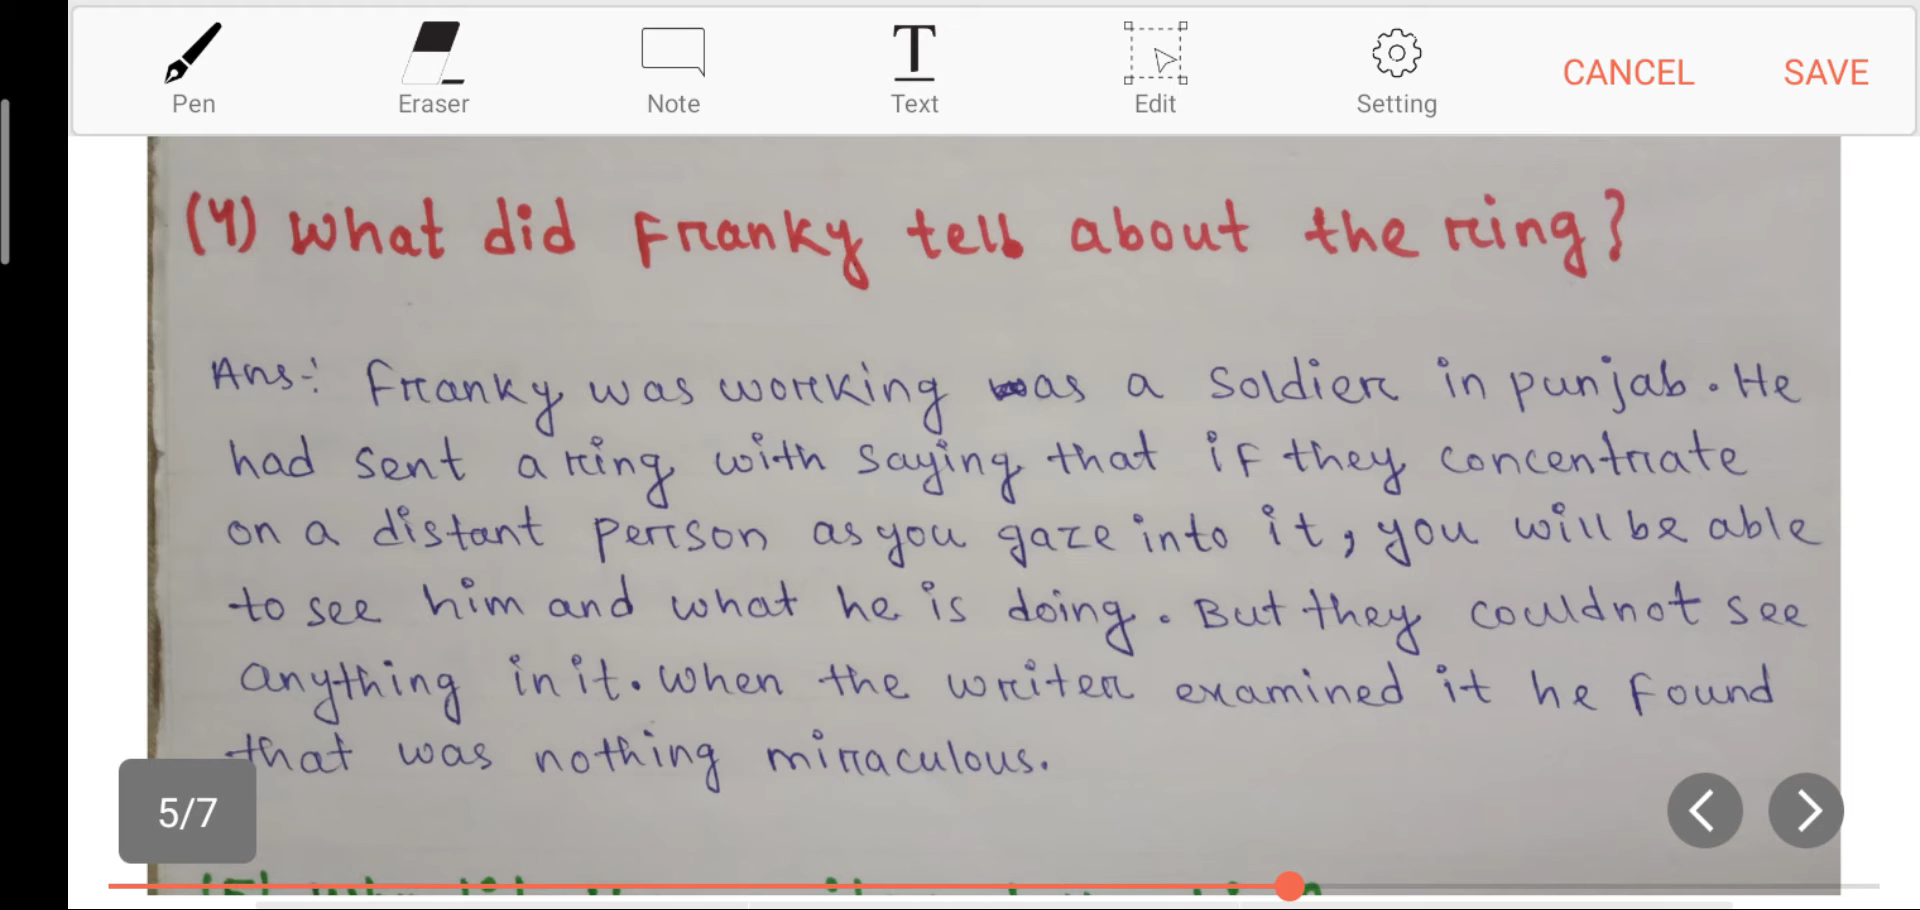 Pen Eraser Note Text Edit Setting CANCEL SAVE
(4) What did Franky tell about the ring?
Ans:- Franky was working as a soldier in punjab. He
had sent a ring with saying that if they concentrate
on a distant person as you gaze into it, you will be able
to see him and what he is doing. But they couldnot see
anything in it. when the writer examined it he found
that was nothing miraculous.
5/7